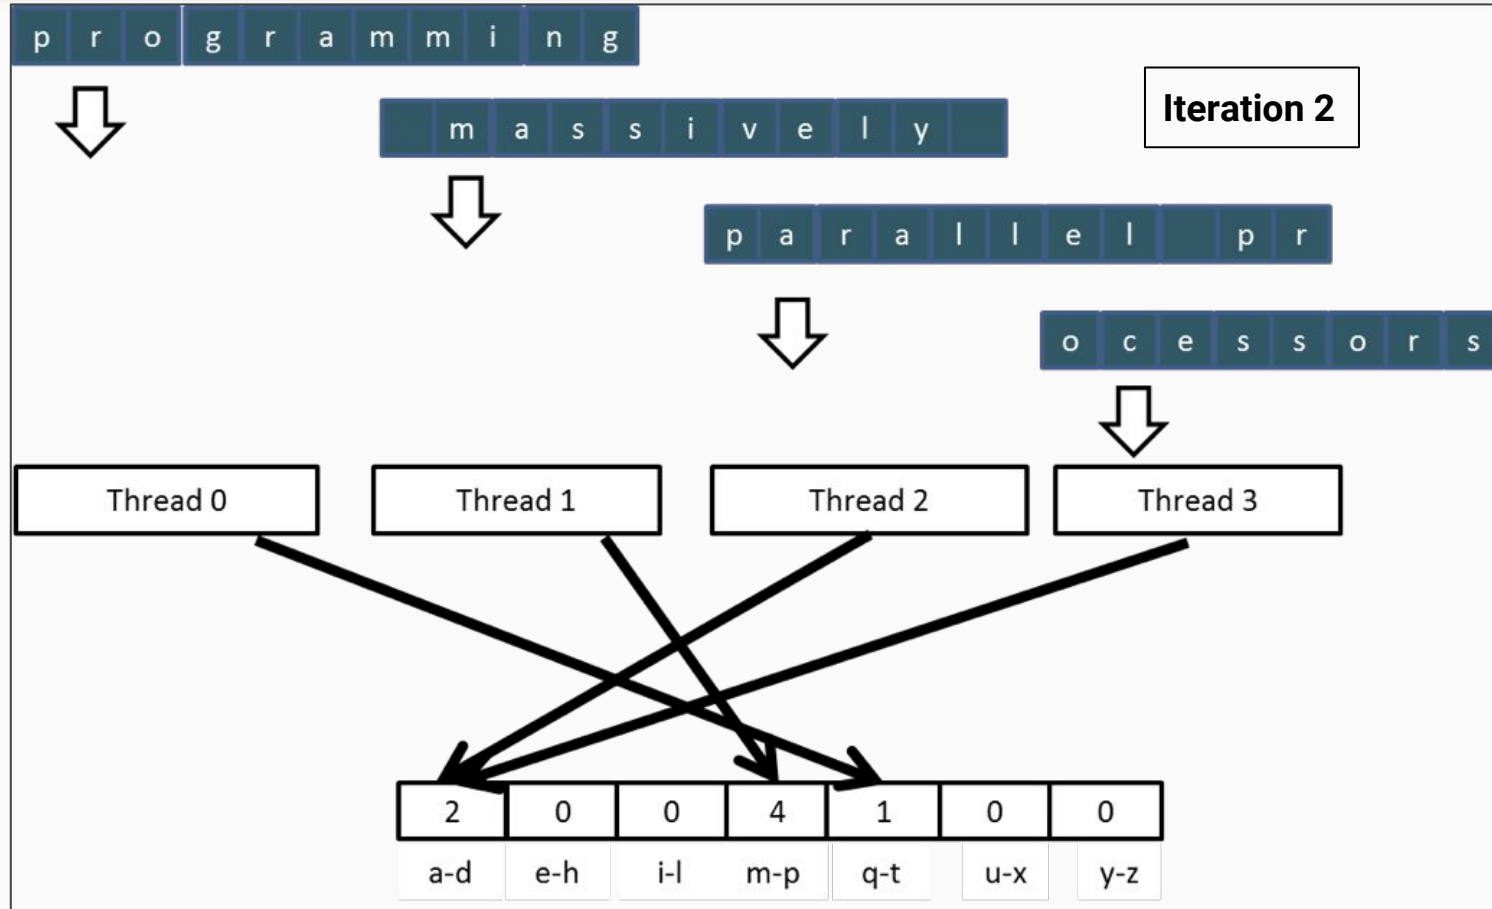 p r o g r a m m i n g
Iteration 2
m a s s i v e l y
p a r a l l e l p r
o c e s s o r s
Thread 0 Thread 1 Thread 2 Thread 3
2 0 0 4 1 0 0
a-d e-h i-l m-p q-t u-x y-z